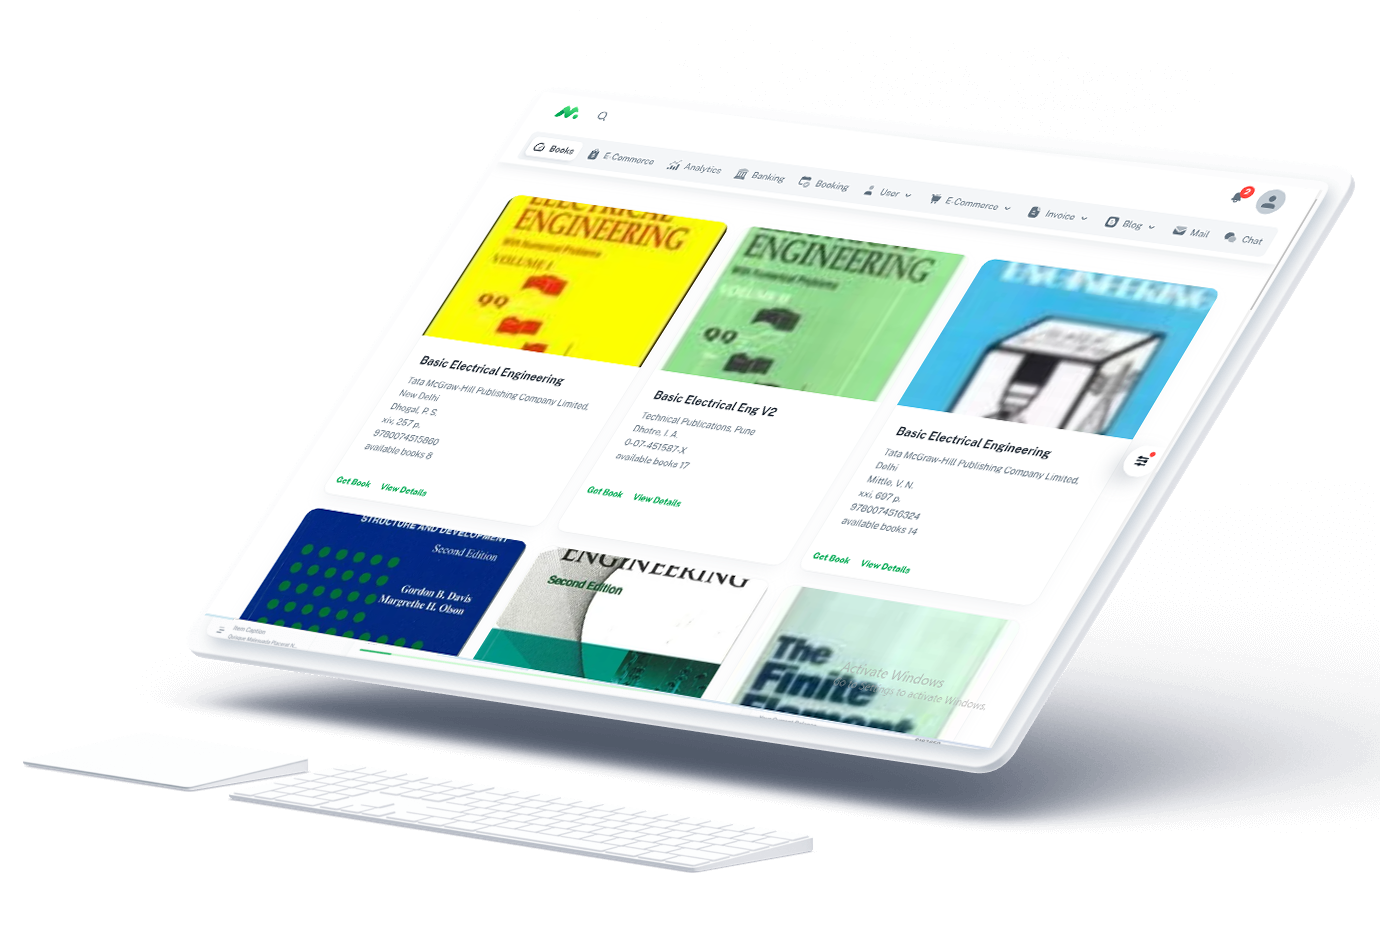 Books
E-Commerce
Analytics
Banking
Booking
User
E-Commerce
Invoice
Blog
Mail
Chat
2
ELECTRICAL
ENGINEERING
With Numerical Problems
VOLUME I
Basic Electrical Engineering
Tata McGraw-Hill Publishing Company Limited,
New Delhi
Dhogal, P. S.
xiv, 257 p.
9780074515860
available books 8
Get Book View Details
ENGINEERING
With Numerical Problems
VOLUME II
Basic Electrical Eng V2
Technical Publications, Pune
Dhotre, I. A.
0-07-451587-X
available books 17
Get Book View Details
ENGINEERING
Basic Electrical Engineering
Tata McGraw-Hill Publishing Company Limited,
Delhi
Mittle, V. N.
xxi, 697 p.
9780074516324
available books 14
Get Book View Details
STRUCTURE AND DEVELOPMENT
Second Edition
Gordon B. Davis
Margrethe H. Olson
ENGINEERING
Second Edition
The
Finite
Element
Activate Windows
Go to Settings to activate Windows.
Item Caption